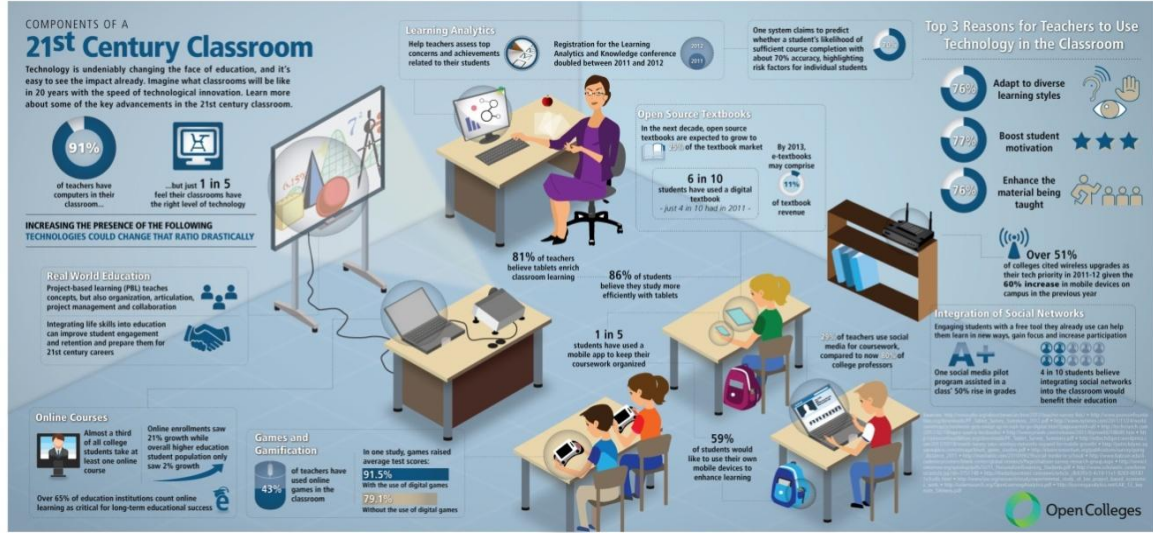 COMPONENTS OF A
21st Century Classroom
Technology is undeniably changing the face of education, and it's
easy to see the impact already. Imagine what classrooms will be like
in 20 years with the speed of technological innovation. Learn more
about some of the key advancements in the 21st century classroom.
91%
of teachers have
computers in their
classroom...
...but just 1 in 5
feel their classrooms have
the right level of technology
INCREASING THE PRESENCE OF THE FOLLOWING
TECHNOLOGIES COULD CHANGE THAT RATIO DRASTICALLY
Real World Education
Project-based learning (PBL) teaches
concepts, but also organization, articulation,
project management and collaboration
Integrating life skills into education
can improve student engagement
and retention and prepare them for
21st century careers
Online Courses
Almost a third
of all college
students take at
least one online
course
Online enrollments saw
21% growth while
overall higher education
student population only
saw 2% growth
Over 65% of education institutions count online
learning as critical for long-term educational success
Games and
Gamification
43%
of teachers have
used online
games in the
classroom
In one study, games raised
average test scores:
91.5%
With the use of digital games
79.1%
Without the use of digital games
Learning Analytics
Help teachers assess top
concerns and achievements
related to their students
Registration for the Learning
Analytics and Knowledge conference
doubled between 2011 and 2012
2012
2011
One system claims to predict
whether a student's likelihood of
sufficient course completion with
about 70% accuracy, highlighting
risk factors for individual students
70%
Open Source Textbooks
In the next decade, open source
textbooks are expected to grow to
of the textbook market
6 in 10
students have used a digital
textbook
- just 4 in 10 had in 2011 -
By 2013,
e-textbooks
may comprise
11%
of textbook
revenue
81% of teachers
believe tablets enrich
classroom learning
86% of students
believe they study more
efficiently with tablets
1 in 5
students have used a
mobile app to keep their
coursework organized
59%
of students would
like to use their own
mobile devices to
enhance learning
of teachers use social
media for coursework,
compared to now of
college professors
Top 3 Reasons for Teachers to Use
Technology in the Classroom
76%
Adapt to diverse
learning styles
77%
Boost student
motivation
76%
Enhance the
material being
taught
Over 51%
of colleges cited wireless upgrades as
their tech priority in 2011-12 given the
60% increase in mobile devices on
campus in the previous year
Integration of Social Networks
Engaging students with a free tool they already use can help
them learn in new ways, gain focus and increase participation
A+
One social media pilot
program assisted in a
class' 50% rise in grades
4 in 10 students believe
integrating social networks
into the classroom would
benefit their education
Open Colleges